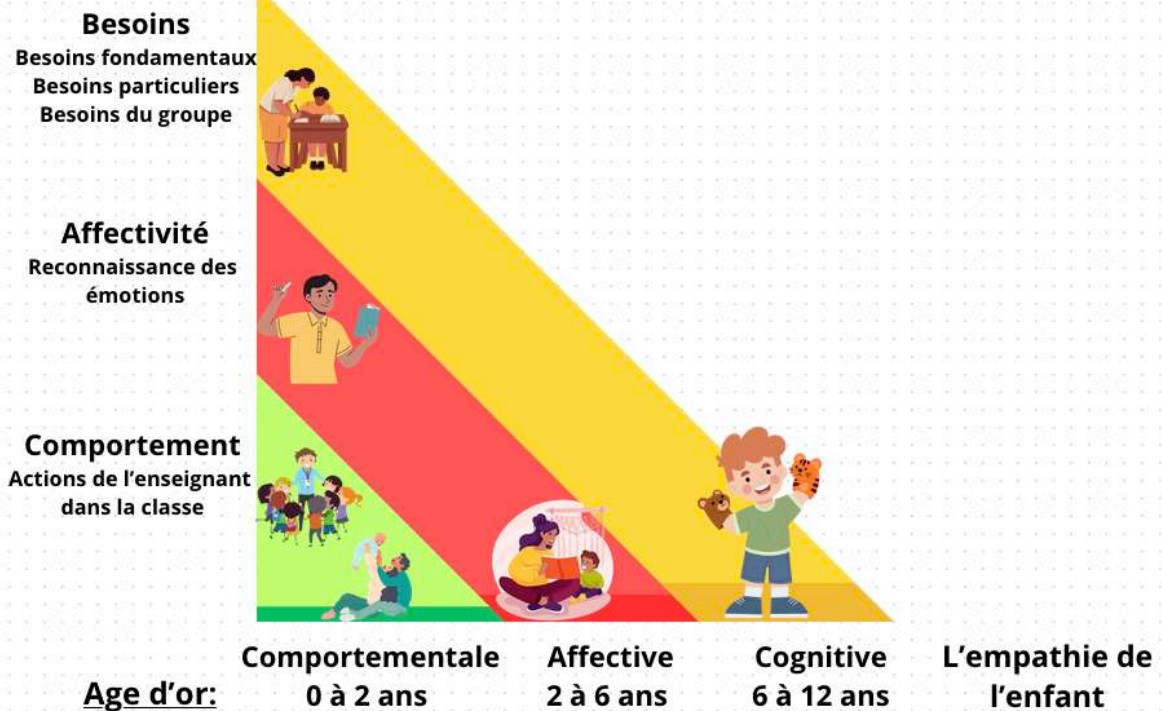 Besoins
Besoins fondamentaux
Besoins particuliers
Besoins du groupe
Affectivité
Reconnaissance des
émotions
Comportement
Actions de l'enseignant
dans la classe
Comportementale
Affective
Cognitive
L'empathie de
l'enfant
Age d'or:
0 à 2 ans
2 à 6 ans
6 à 12 ans